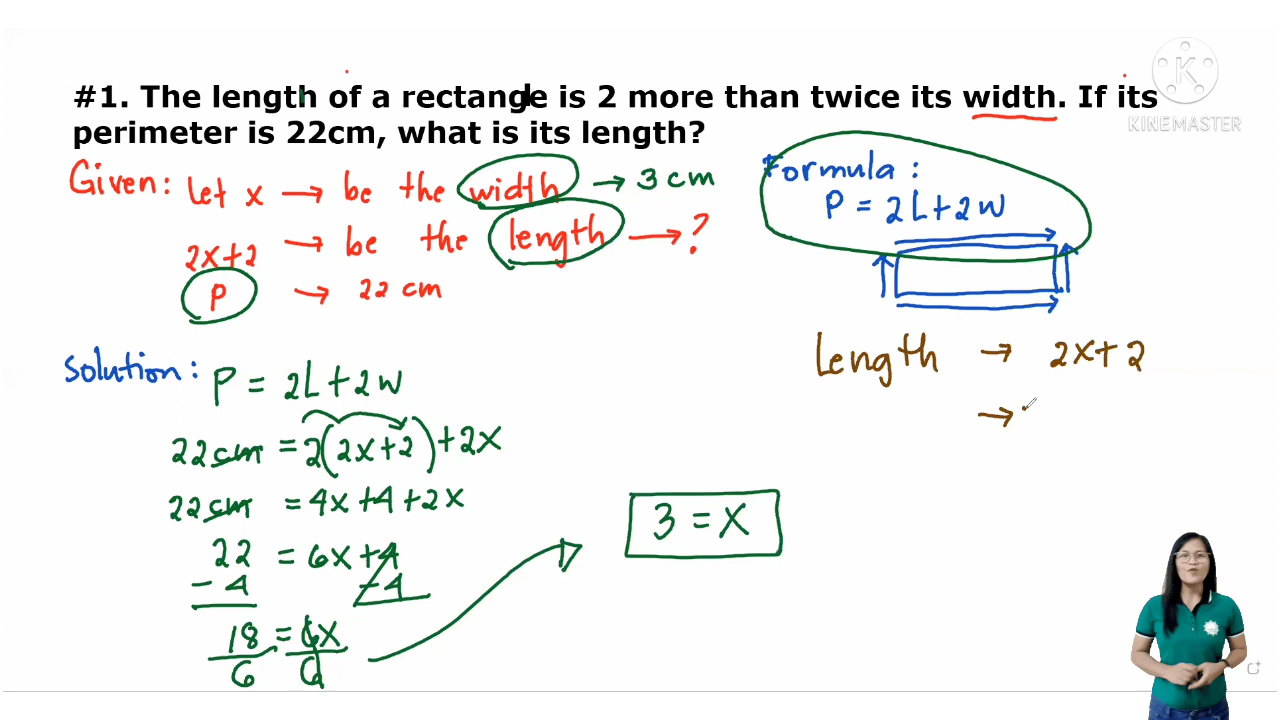 KINEMASTER
#1. The length of a rectangle is 2 more than twice its width. If its
perimeter is 22cm, what is its length?
Given: let x → be the width → 3 cm
2x+2 → be the length → ?
P → 22 cm
Formula:
P = 2L+2W
Solution: P = 2L+2W
22cm = 2(2x+2)+2x
22cm = 4x+4+2x
22 = 6x+4
-4 -4
18 = 6x
6 6
3 = x
Length → 2x+2
→